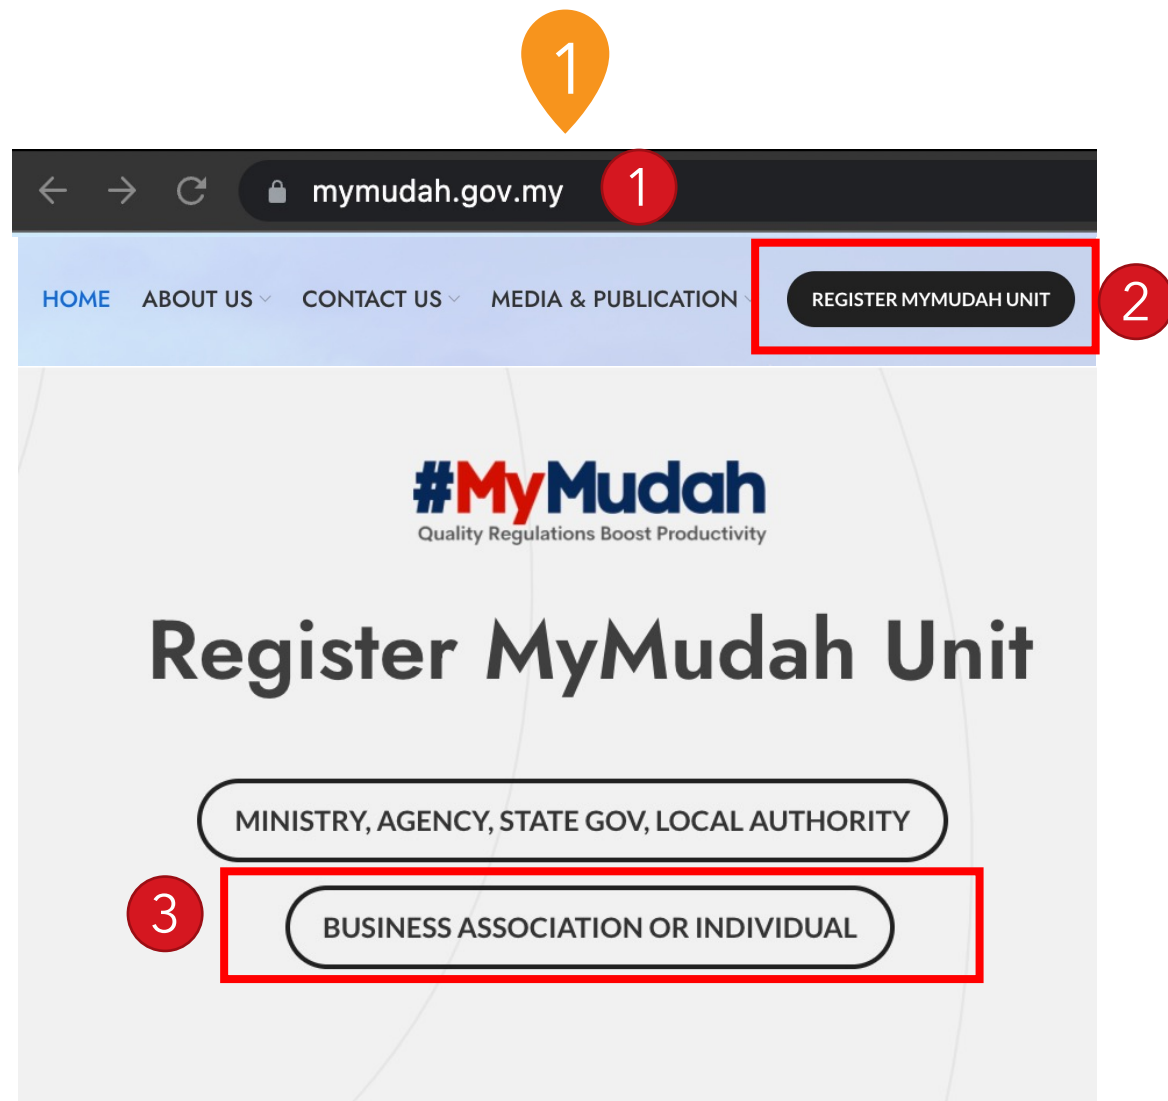 1
mymudah.gov.my 1
HOME ABOUT US CONTACT US MEDIA & PUBLICATION REGISTER MYMUDAH UNIT 2
#MyMudah
Quality Regulations Boost Productivity
Register MyMudah Unit
MINISTRY, AGENCY, STATE GOV, LOCAL AUTHORITY
3 BUSINESS ASSOCIATION OR INDIVIDUAL